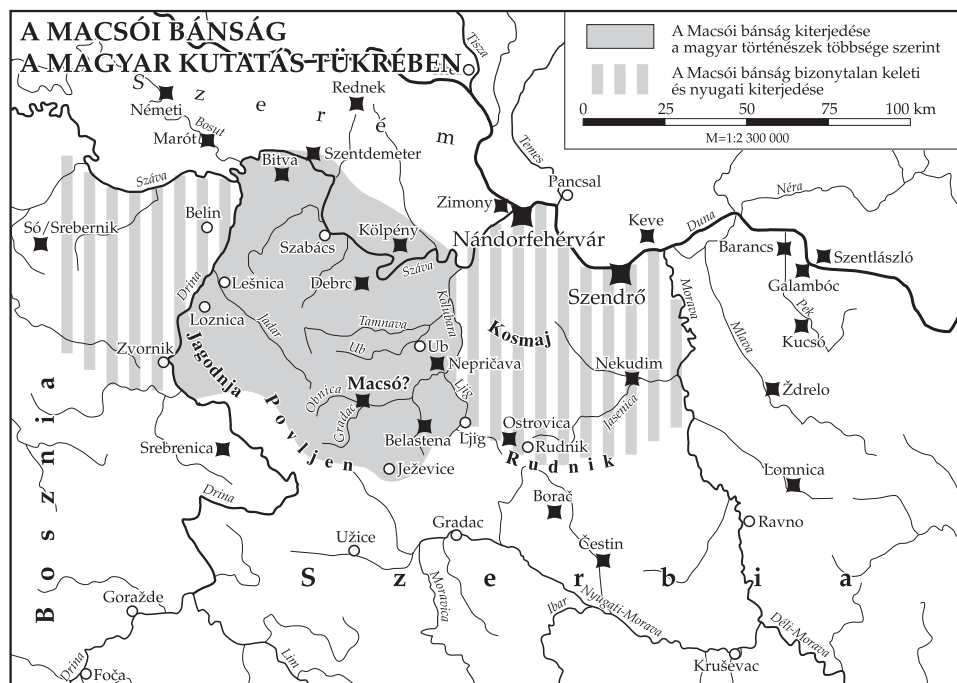 A MACSÓI BÁNSÁG
A MAGYAR KUTATÁS TÜKRÉBEN
A Macsói bánság kiterjedése
a magyar történészek többsége szerint
A Macsói bánság bizonytalan keleti
és nyugati kiterjedése
0 25 50 75 100 km
M=1:2 300 000
Tisza
Szerém
Németi
Rednek
Bosut
Marót
Szentdemeter
Bitva
Temes
Pancsal
Néra
Száva
Zimony
Nándorfehérvár
Keve
Duna
Belin
Só/Srebernik
Szabács
Kölpény
Száva
Barancs
Szentlászló
Galambóc
Szendrő
Drina
Lešnica
Debrc
Kolubara
Morava
Pek
Loznica
Jadar
Tamnava
Kosmaj
Mlava
Kucsó
Zvornik
Jagodnja
Ub
Ub
Nepričava
Nekudim
Ždrelo
Macsó?
Obnica
Gradac
Ljig
Jasenica
Povljen
Belastena
Ljig
Ostrovica
Rudnik
Rudnik
Srebrenica
Ježevice
Lomnica
Drina
Borač
Ravno
Užice
Gradac
Čestin
Bosznia
Szerbia
Goražde
Moravica
Ibar
Nyugati-Morava
Déli-Morava
Drina
Lim
Kruševac
Foča